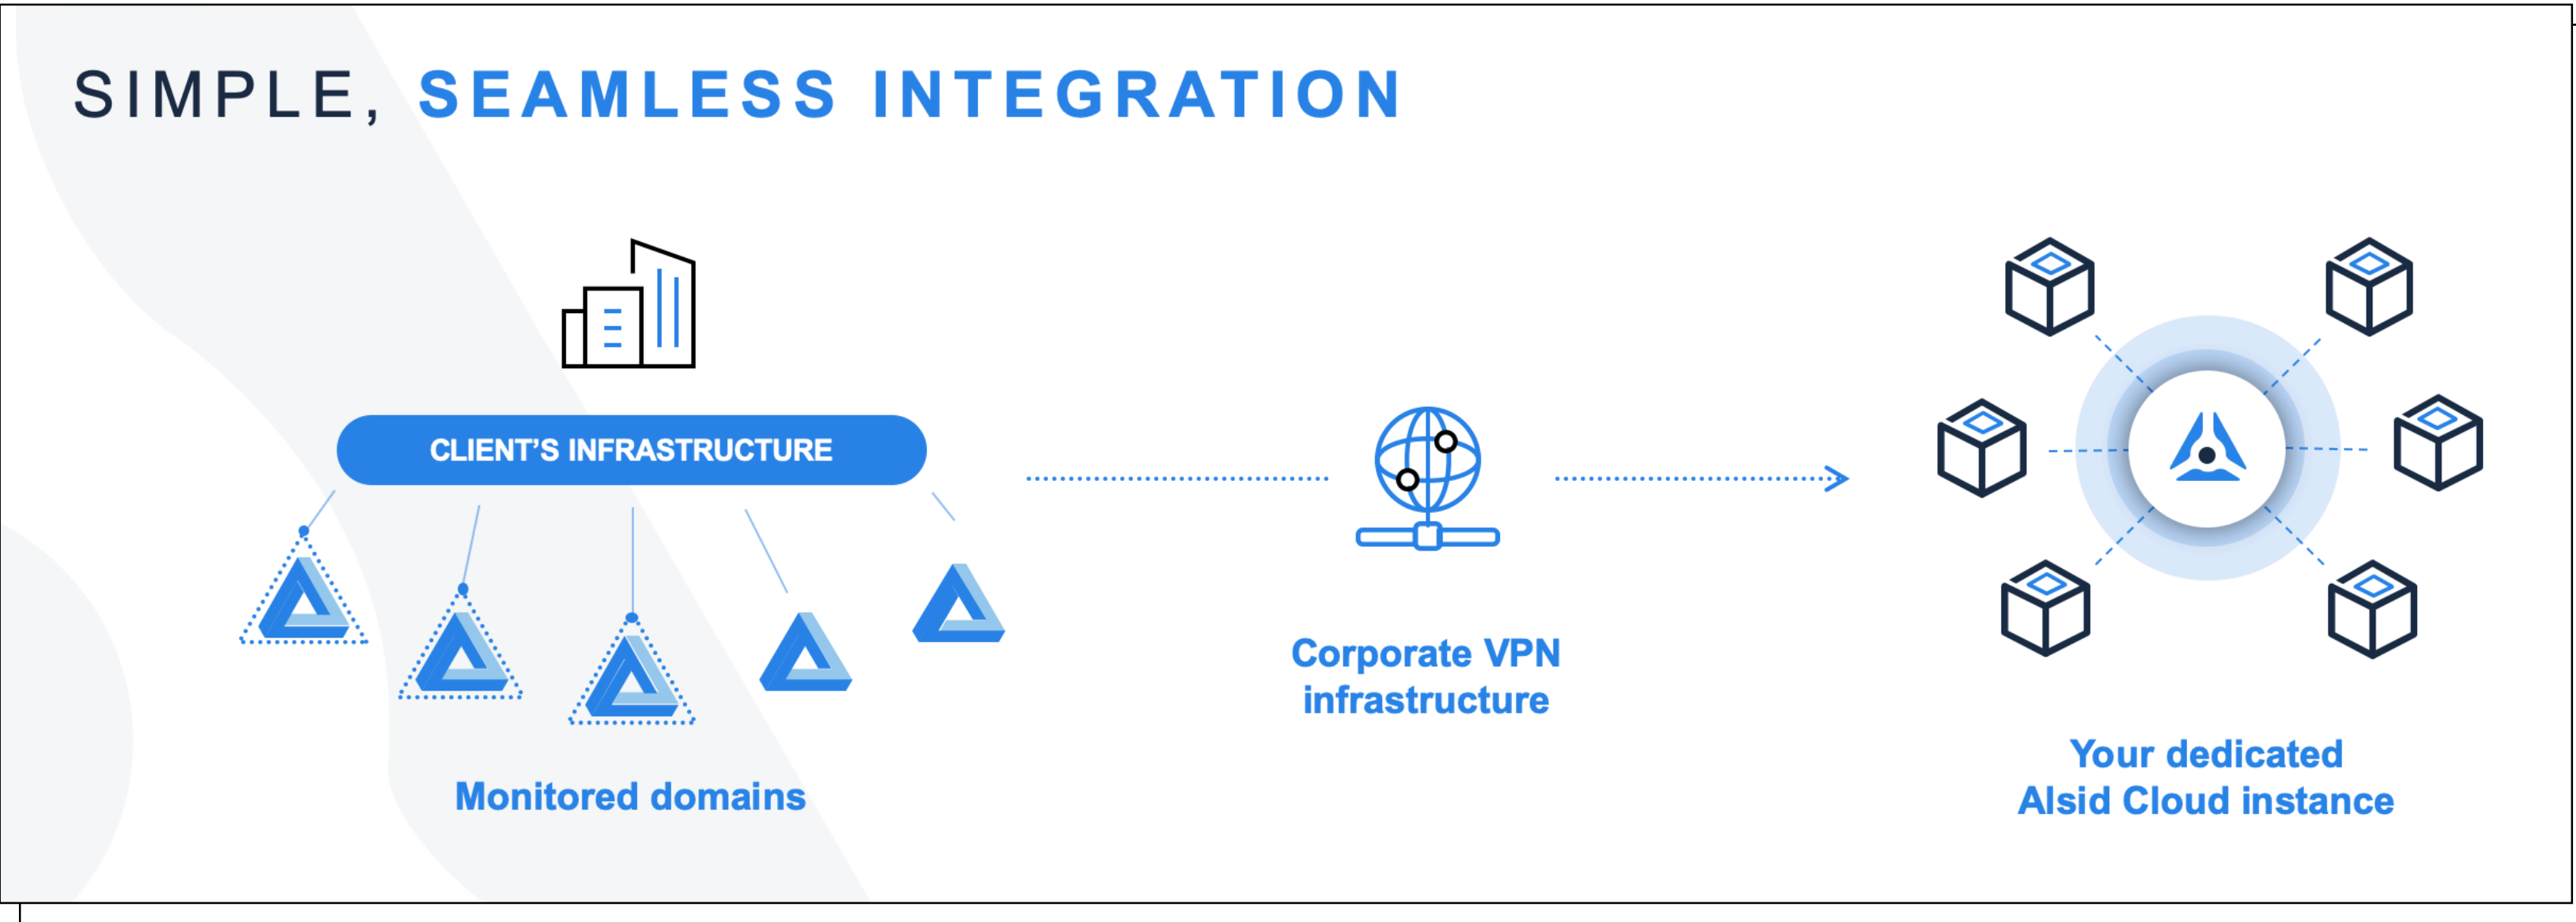 SIMPLE, SEAMLESS INTEGRATION
CLIENT’S INFRASTRUCTURE
Monitored domains
Corporate VPN
infrastructure
Your dedicated
Alsid Cloud instance